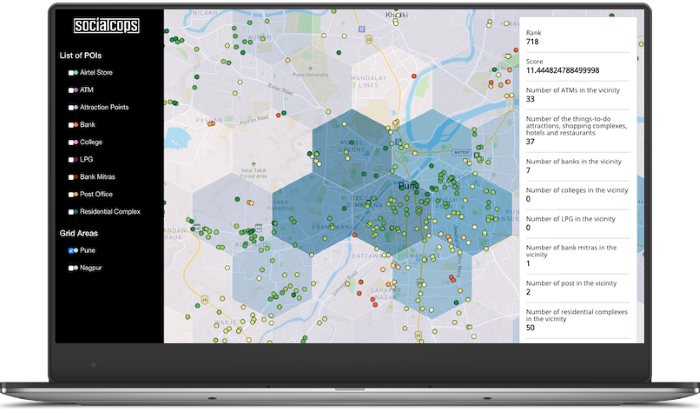 socialcops
List of POIs
Airtel Store
ATM
Attraction Points
Bank
College
LPG
Bank Mitras
Post Office
Residential Complex
Grid Areas
Pune
Nagpur
MANDALAY
LINES
Pune
Rank
718
Score
11.444824788499998
Number of ATMs in the vicinity
33
Number of the things-to-do
attractions, shopping complexes,
hotels and restaurants
37
Number of banks in the vicinity
7
Number of colleges in the vicinity
0
Number of LPG in the vicinity
0
Number of bank mitras in the
vicinity
1
Number of post in the vicinity
2
Number of residential complexes
in the vicinity
50